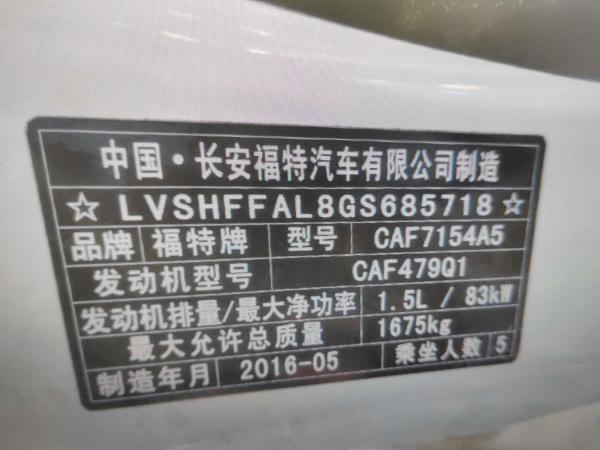 中国·长安福特汽车有限公司制造
☆ LVSHFFAL8GS685718 ☆
品牌 福特牌 型号 CAF7154A5
发动机型号 CAF479Q1
发动机排量/最大净功率 1.5L / 83kW
最大允许总质量 1675kg
制造年月 2016-05 乘坐人数 5